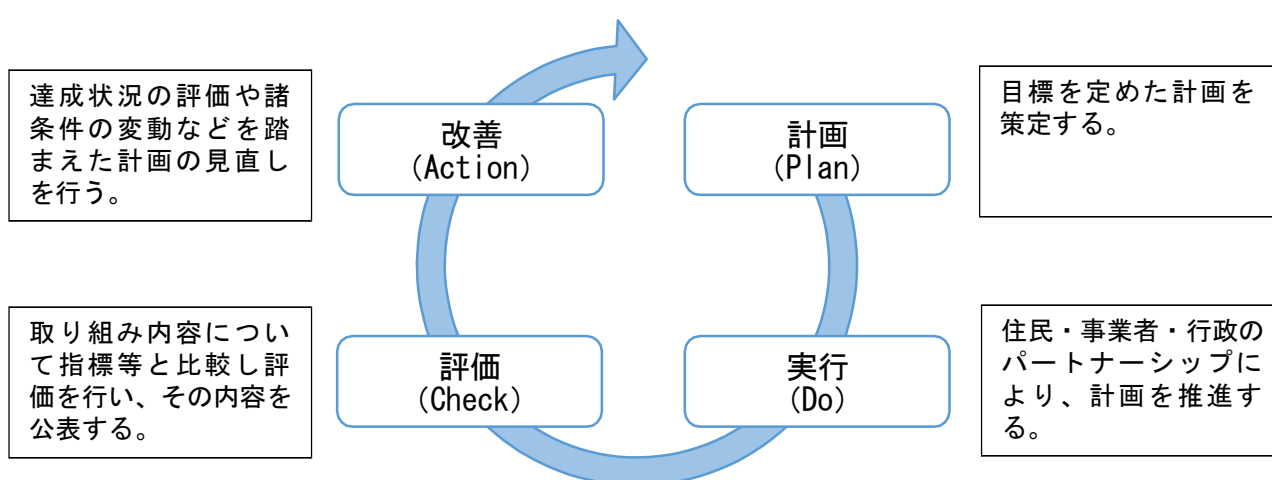 達成状況の評価や諸
条件の変動などを踏
まえた計画の見直し
を行う。
改善
(Action)
計画
(Plan)
目標を定めた計画を
策定する。
取り組み内容につい
て指標等と比較し評
価を行い、その内容を
公表する。
評価
(Check)
実行
(Do)
住民・事業者・行政の
パートナーシップに
より、計画を推進す
る。